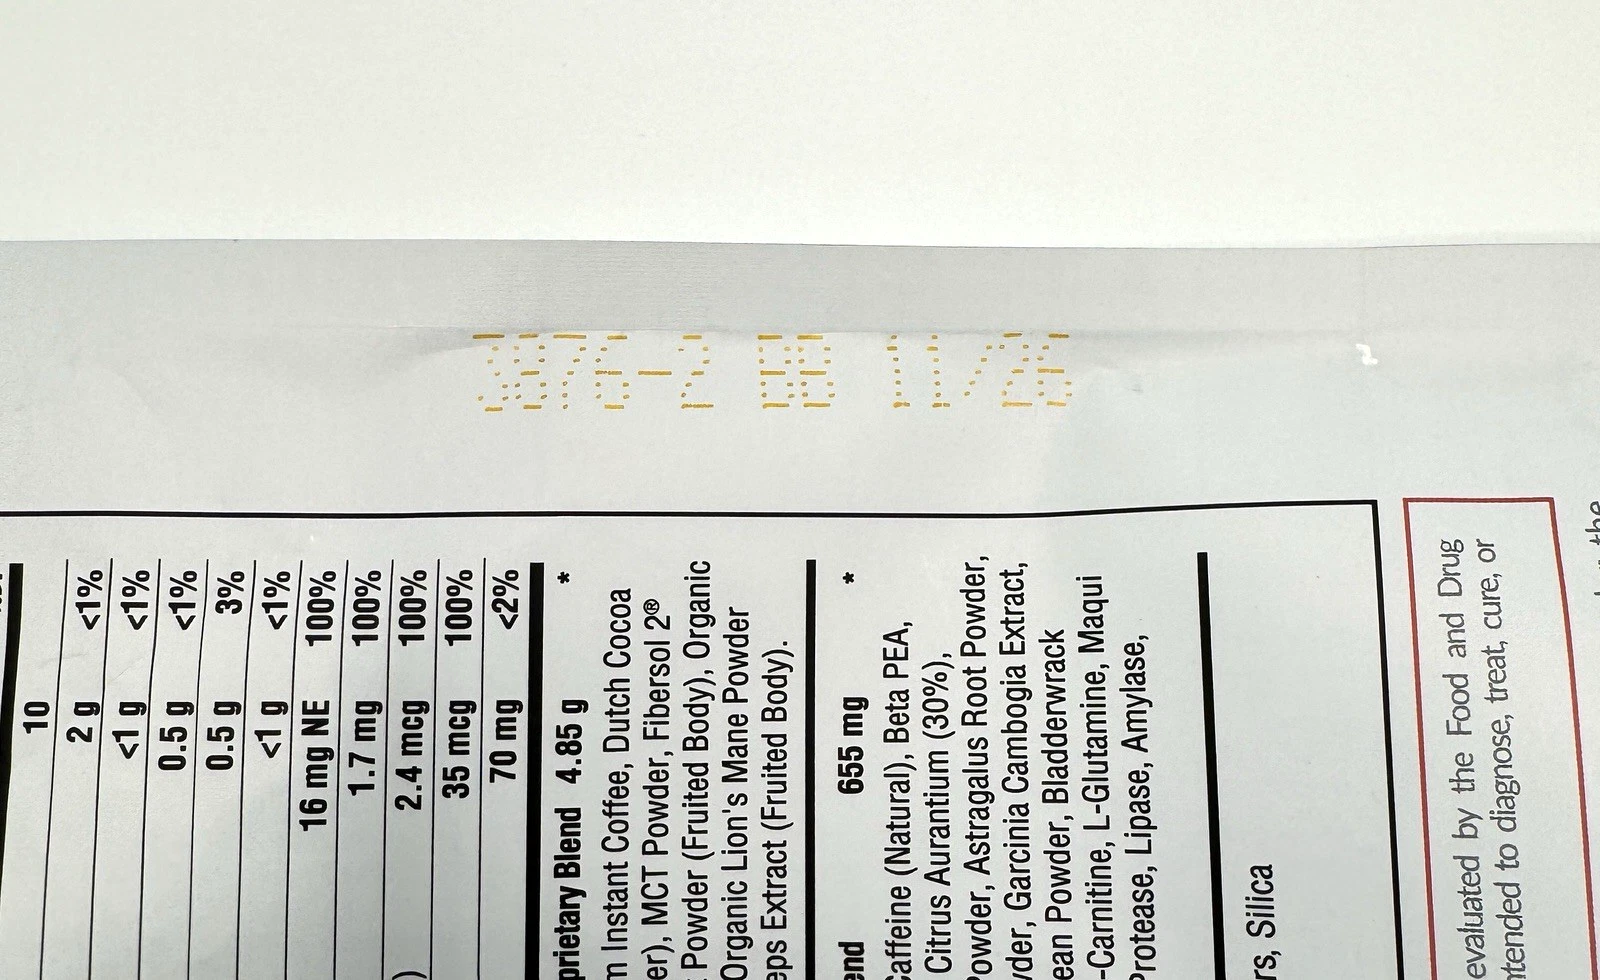 3876-2 BB 11/26
10
2 g <1%
<1 g <1%
0.5 g <1%
0.5 g 3%
<1 g <1%
16 mg NE 100%
1.7 mg 100%
2.4 mcg 100%
35 mcg 100%
70 mg <2%
prietary Blend 4.85 g *
Instant Coffee, Dutch Cocoa
er), MCT Powder, Fibersol 2®
Powder (Fruited Body), Organic
Organic Lion's Mane Powder
eps Extract (Fruited Body).
)
end 655 mg *
affeine (Natural), Beta PEA,
Citrus Aurantium (30%),
Powder, Astragalus Root Powder,
der, Garcinia Cambogia Extract,
ean Powder, Bladderwrack
-Carnitine, L-Glutamine, Maqui
Protease, Lipase, Amylase,
rs, Silica
evaluated by the Food and Drug
ntended to diagnose, treat, cure, or
the